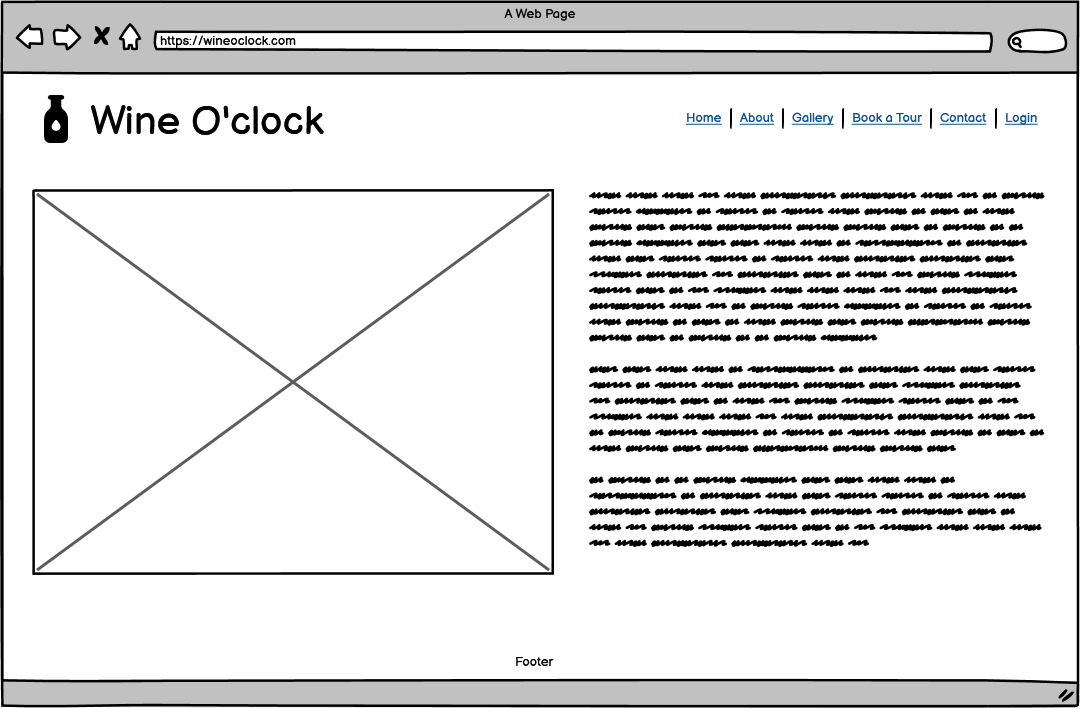 A Web Page
https://wineoclock.com
Wine O'clock
Home | About | Gallery | Book a Tour | Contact | Login
Footer